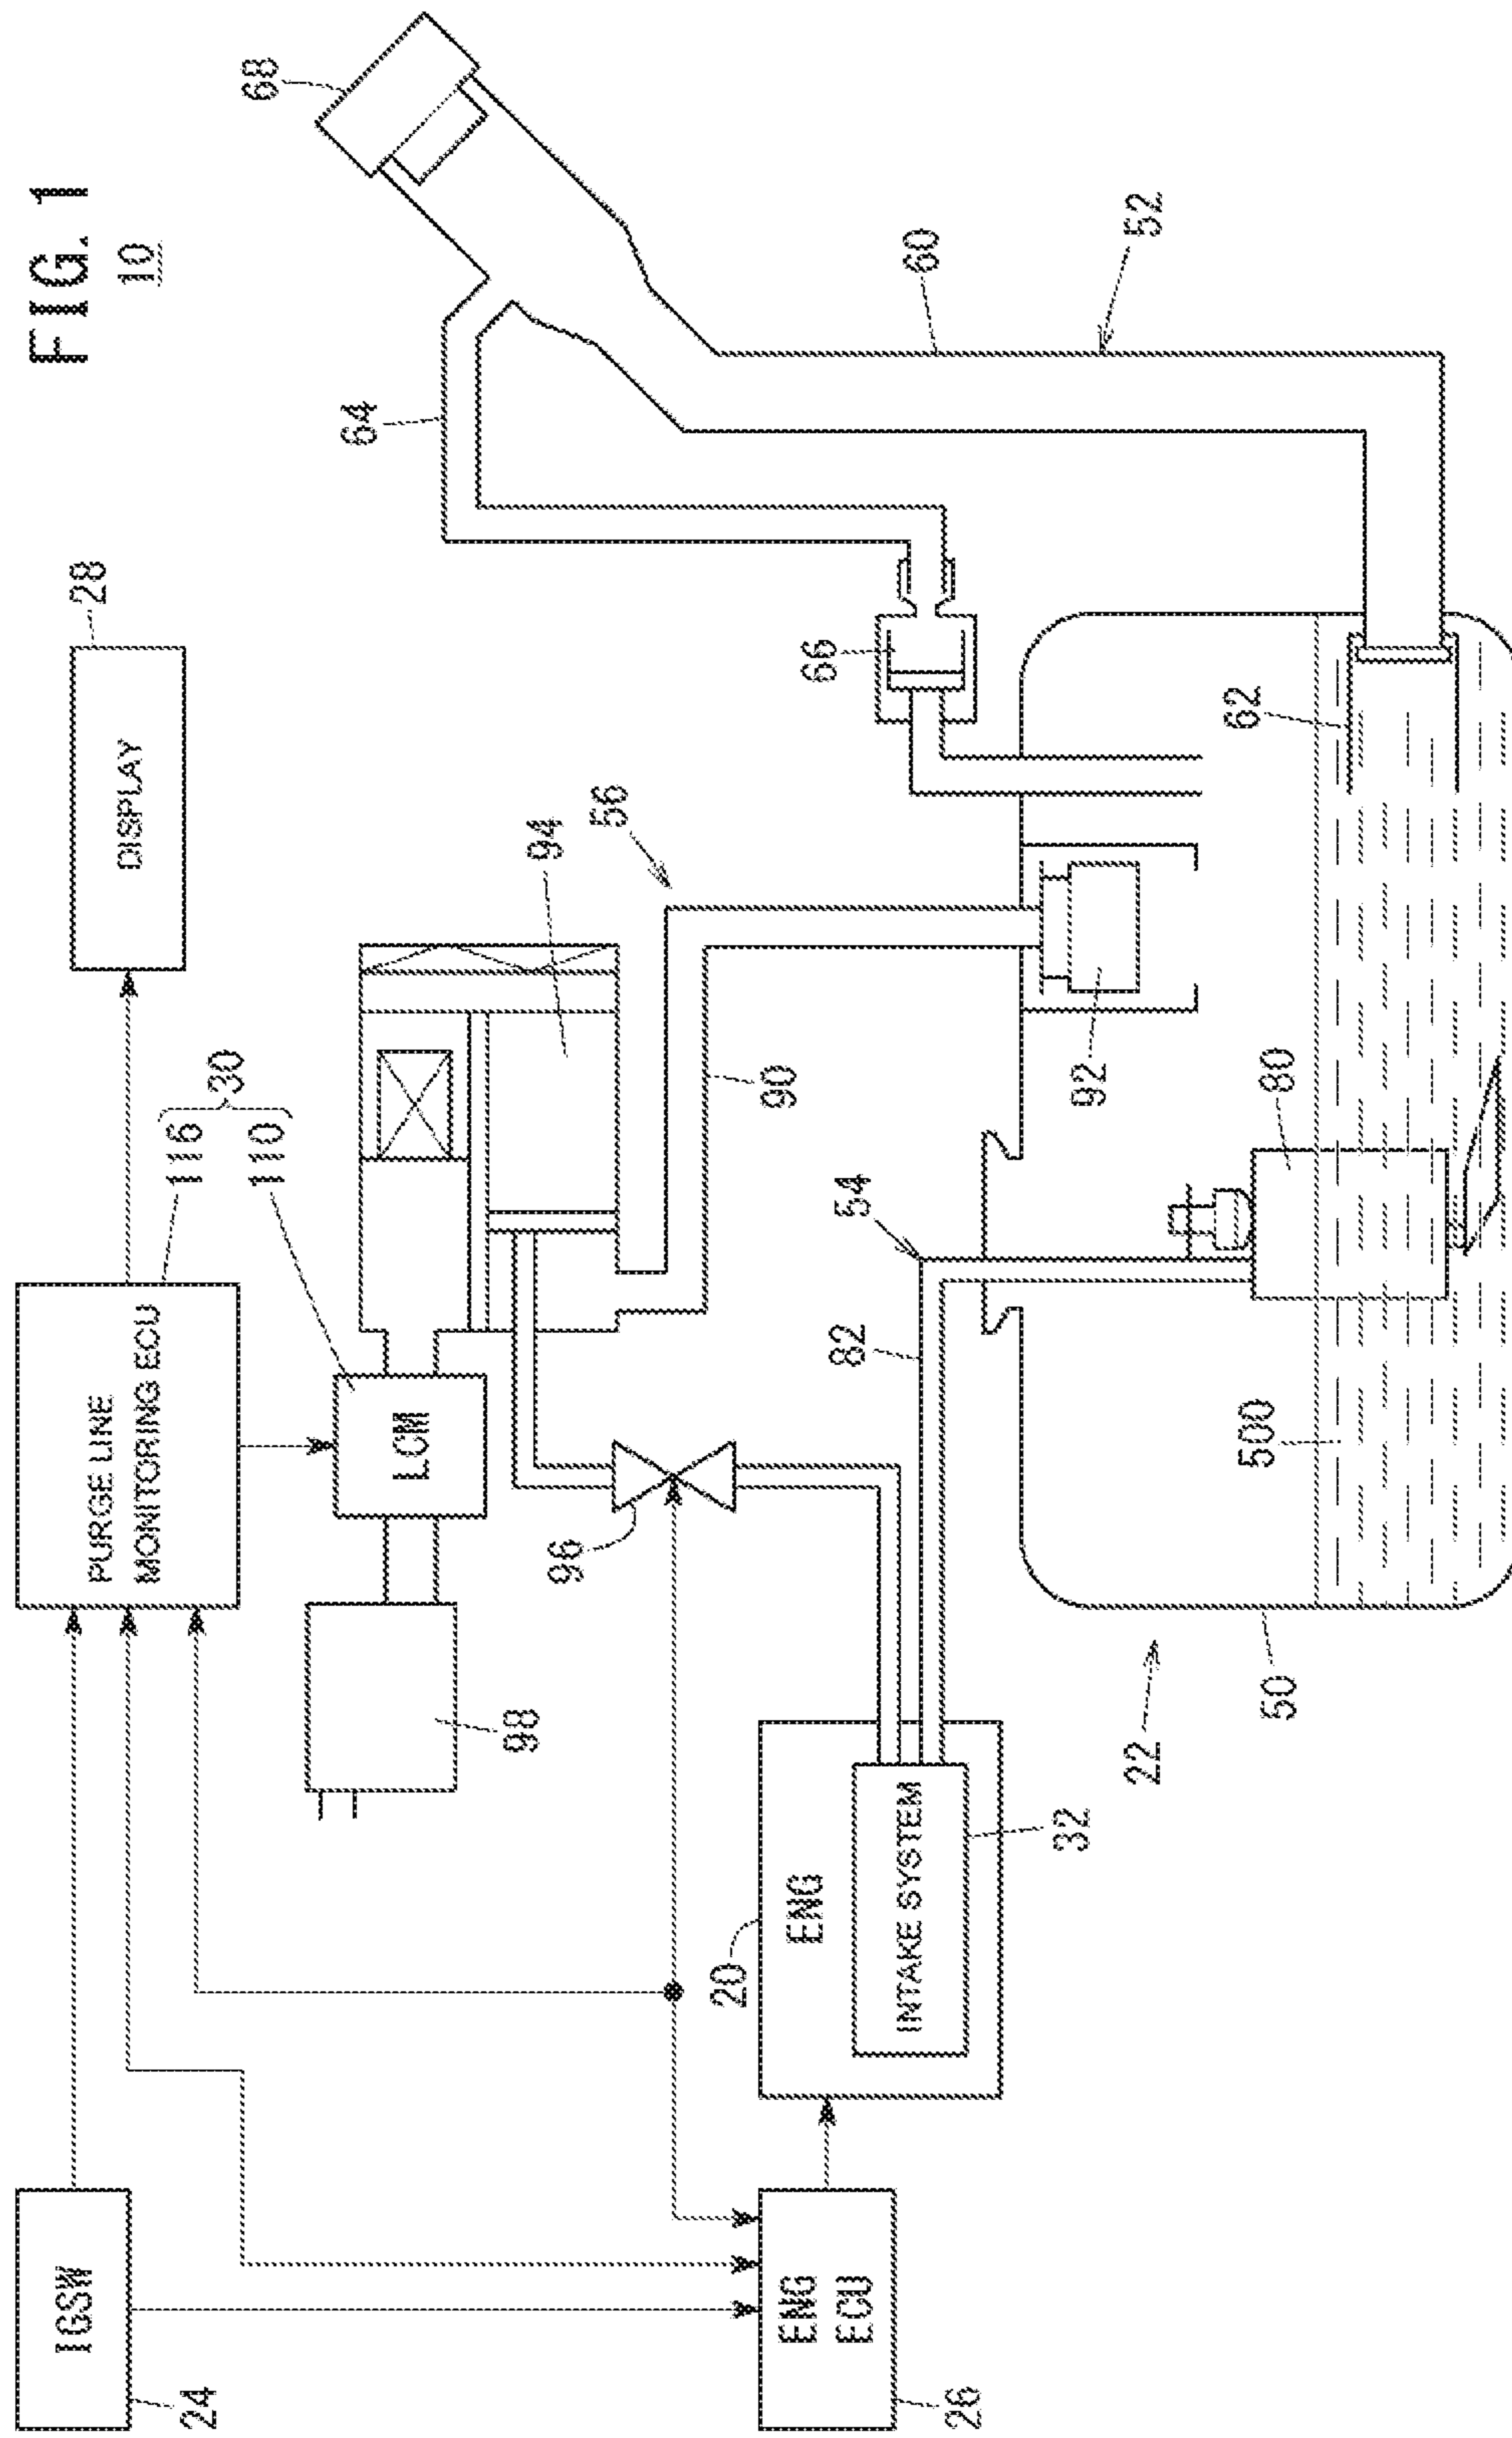 FIG. 1
10
IGSW
24
PURGE LINE
MONITORING ECU
116
110
30
DISPLAY
28
68
LCM
98
94
64
96
56
66
60
52
90
ENG
20
INTAKE SYSTEM
32
ENG
ECU
26
82
54
92
22
50
500
80
62